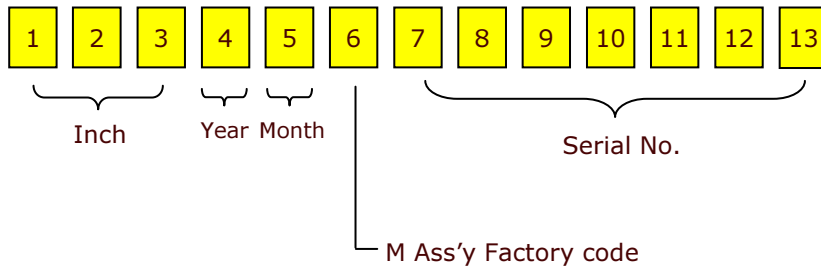 1 2 3 4 5 6 7 8 9 10 11 12 13
Inch Year Month Serial No.
M Ass’y Factory code